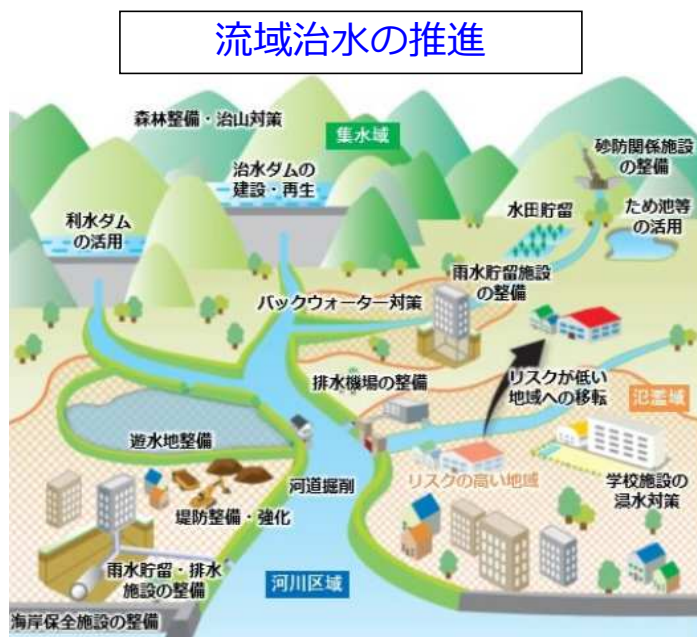 流域治水の推進
森林整備・治山対策
集水域
砂防関係施設
の整備
治水ダムの
建設・再生
水田貯留
ため池等
の活用
利水ダム
の活用
雨水貯留施設
の整備
バックウォーター対策
排水機場の整備
リスクが低い
地域への移転
氾濫域
遊水地整備
リスクの高い地域
学校施設の
浸水対策
河道掘削
堤防整備・強化
雨水貯留・排水
施設の整備
河川区域
海岸保全施設の整備